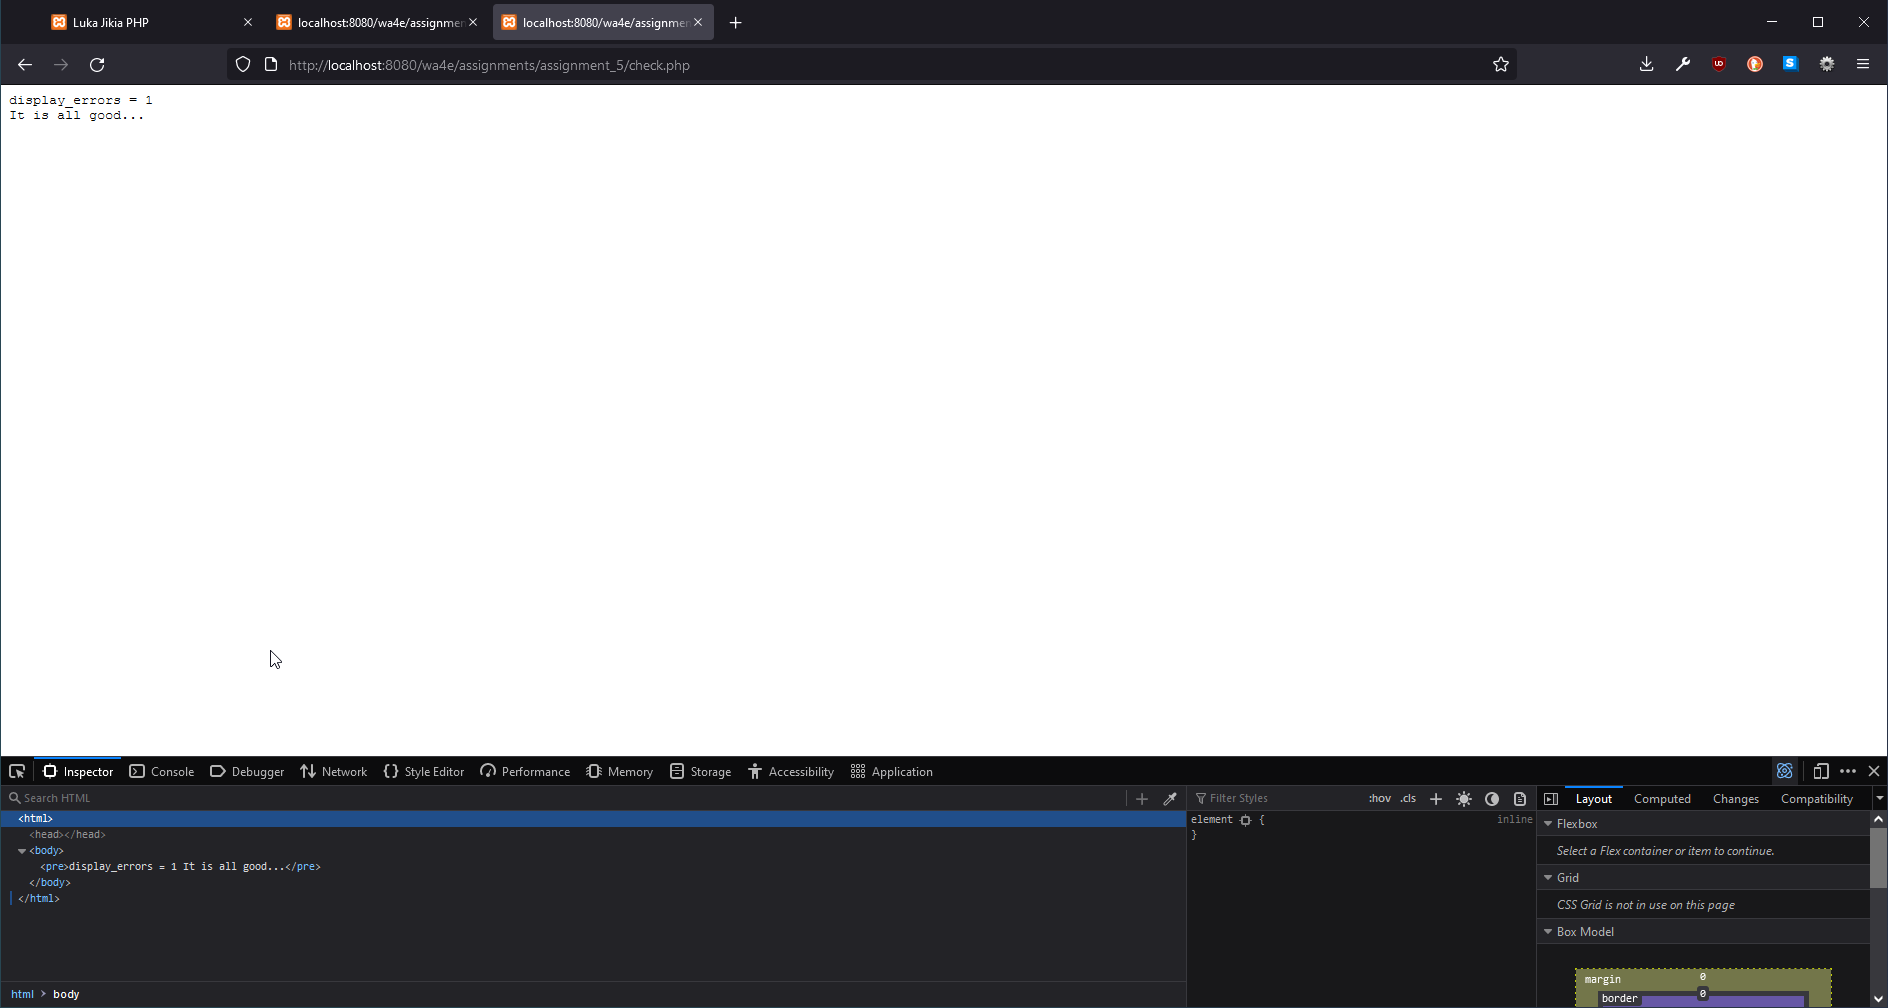 Luka Jikia PHP
localhost:8080/wa4e/assignmen
localhost:8080/wa4e/assignmen
http://localhost:8080/wa4e/assignments/assignment_5/check.php
UD
S
display_errors = 1
It is all good...
Inspector Console Debugger Network Style Editor Performance Memory Storage Accessibility Application
Search HTML
Filter Styles :hov .cls
Layout Computed Changes Compatibility
<html>
<head></head>
<body>
<pre>display_errors = 1 It is all good...</pre>
</body>
</html>
element { inline
}
Flexbox
Select a Flex container or item to continue.
Grid
CSS Grid is not in use on this page
Box Model
margin 0
border 0
html > body